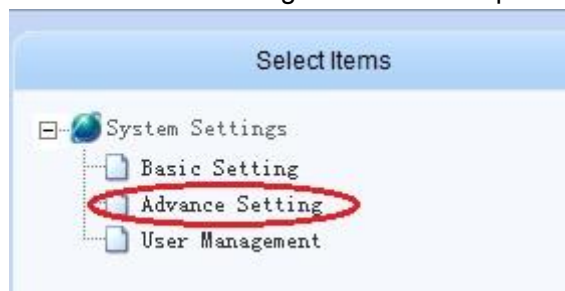 Select Items
System Settings
Basic Setting
Advance Setting
User Management